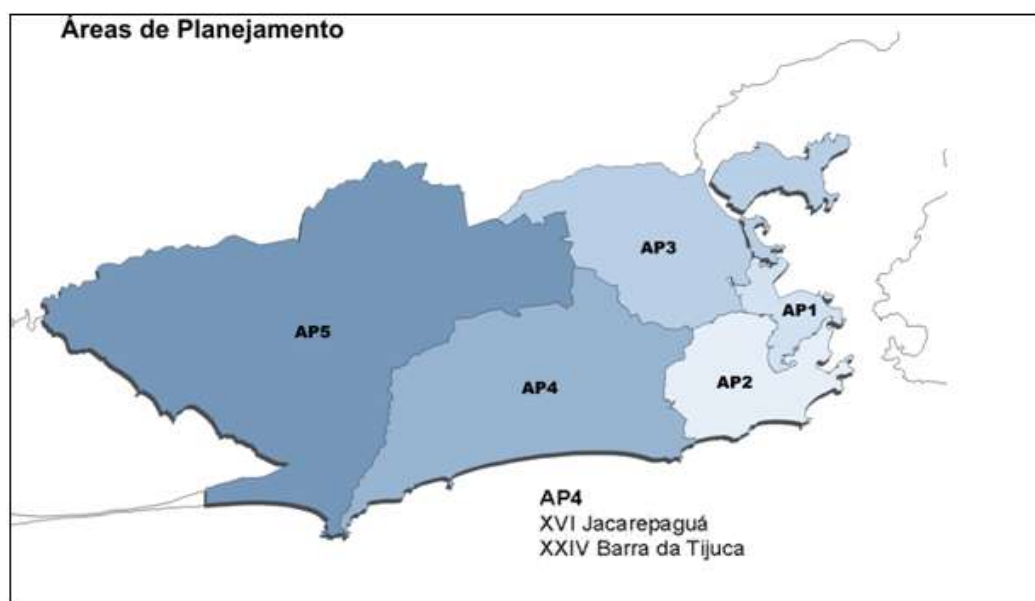 Áreas de Planejamento
AP3
AP1
AP5
AP4
AP2
AP4
XVI Jacarepaguá
XXIV Barra da Tijuca